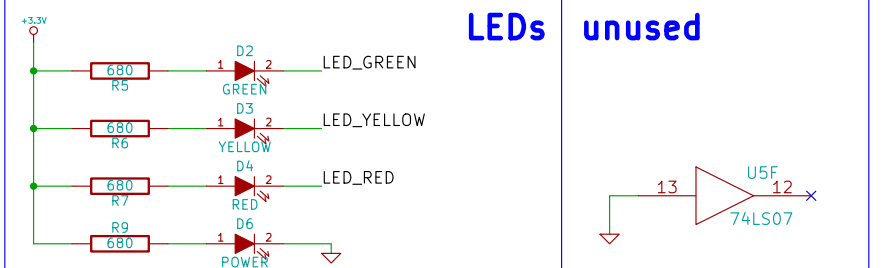 +3.3V
LEDs
unused
D2
680
1
2
LED_GREEN
R5
GREEN
D3
680
1
2
LED_YELLOW
R6
YELLOW
D4
680
1
2
LED_RED
R7
RED
U5F
13
12
74LS07
R9
D6
680
1
2
POWER